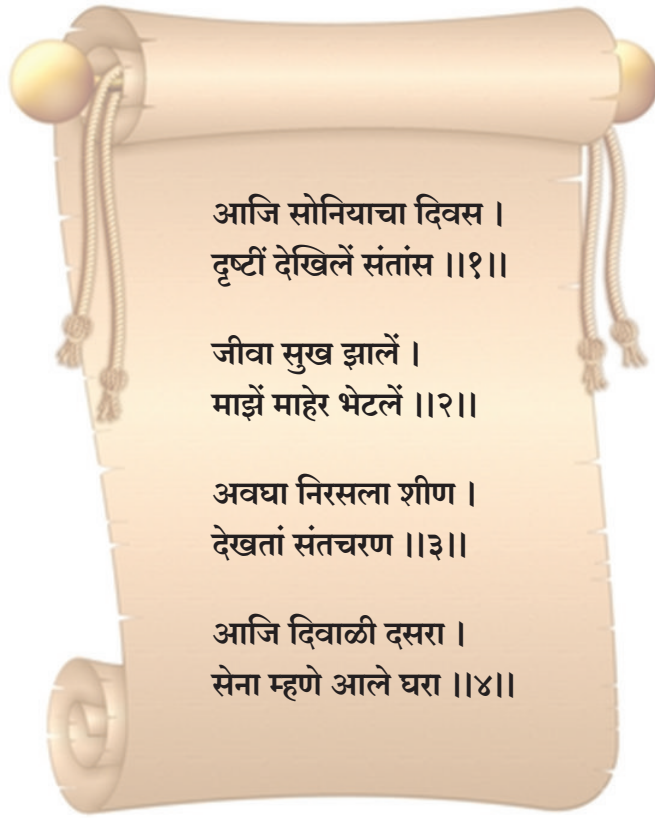 आजि सोनियाचा दिवस ।
दृष्टीं देखिलें संतांस ।।१।।
जीवा सुख झालें ।
माझें माहेर भेटलें ।।२।।
अवघा निरसला शीण ।
देखतां संतचरण ।।३।।
आजि दिवाळी दसरा ।
सेना म्हणे आले घरा ।।४।।